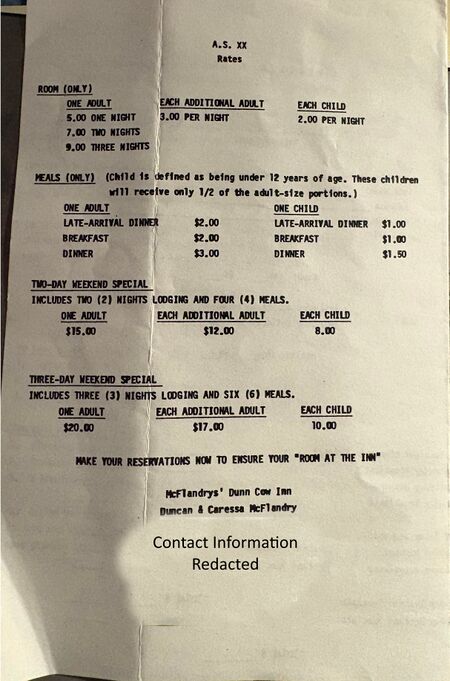 A.S. XX
Rates
ROOM (ONLY)
ONE ADULT EACH ADDITIONAL ADULT EACH CHILD
5.00 ONE NIGHT 3.00 PER NIGHT 2.00 PER NIGHT
7.00 TWO NIGHTS
9.00 THREE NIGHTS
MEALS (ONLY) (Child is defined as being under 12 years of age. These children
will receive only 1/2 of the adult-size portions.)
ONE ADULT ONE CHILD
LATE-ARRIVAL DINNER $2.00 LATE-ARRIVAL DINNER $1.00
BREAKFAST $2.00 BREAKFAST $1.00
DINNER $3.00 DINNER $1.50
TWO-DAY WEEKEND SPECIAL
INCLUDES TWO (2) NIGHTS LODGING AND FOUR (4) MEALS.
ONE ADULT EACH ADDITIONAL ADULT EACH CHILD
$15.00 $12.00 8.00
THREE-DAY WEEKEND SPECIAL
INCLUDES THREE (3) NIGHTS LODGING AND SIX (6) MEALS.
ONE ADULT EACH ADDITIONAL ADULT EACH CHILD
$20.00 $17.00 10.00
MAKE YOUR RESERVATIONS NOW TO ENSURE YOUR "ROOM AT THE INN"
McFlandrys' Dunn Cow Inn
Duncan & Caressa McFlandry
Contact Information
Redacted